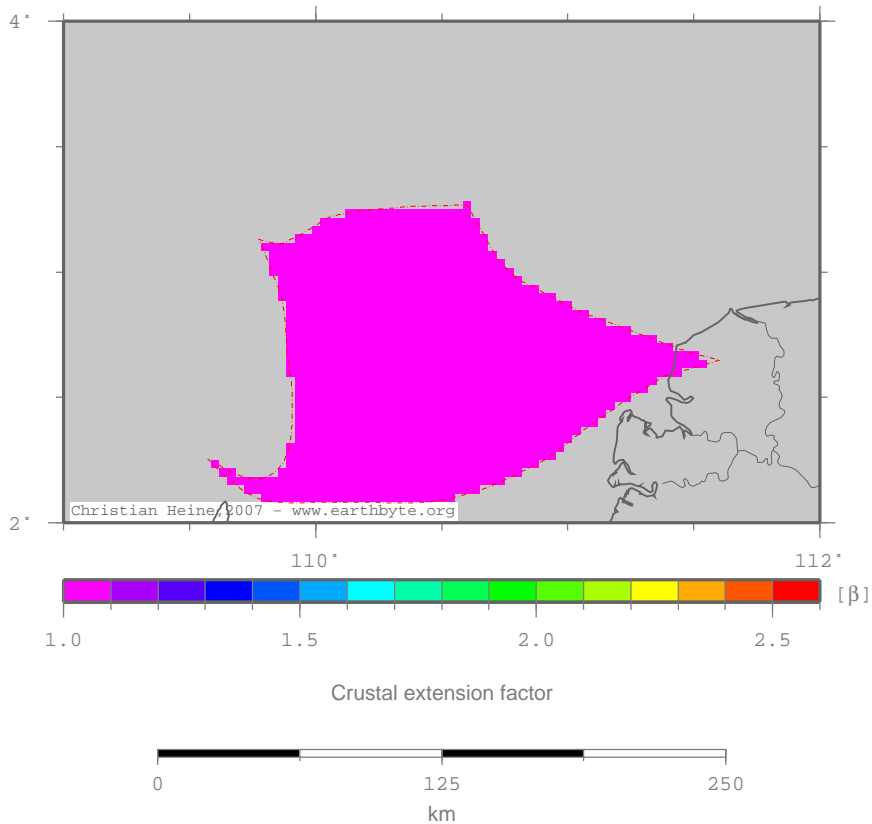 4°
2°
Christian Heine, 2007 - www.earthbyte.org
110°
112°
[β]
1.0
1.5
2.0
2.5
Crustal extension factor
0
125
250
km